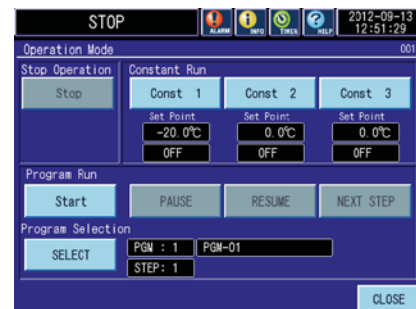 STOP
ALARM
INFO
TIMER
HELP
2012-09-13
12:51:29
Operation Mode
001
Stop Operation
Constant Run
Stop
Const 1
Const 2
Const 3
Set Point
Set Point
Set Point
-20.0℃
0.0℃
0.0℃
OFF
OFF
OFF
Program Run
Start
PAUSE
RESUME
NEXT STEP
Program Selection
SELECT
PGM : 1
PGM-01
STEP: 1
CLOSE